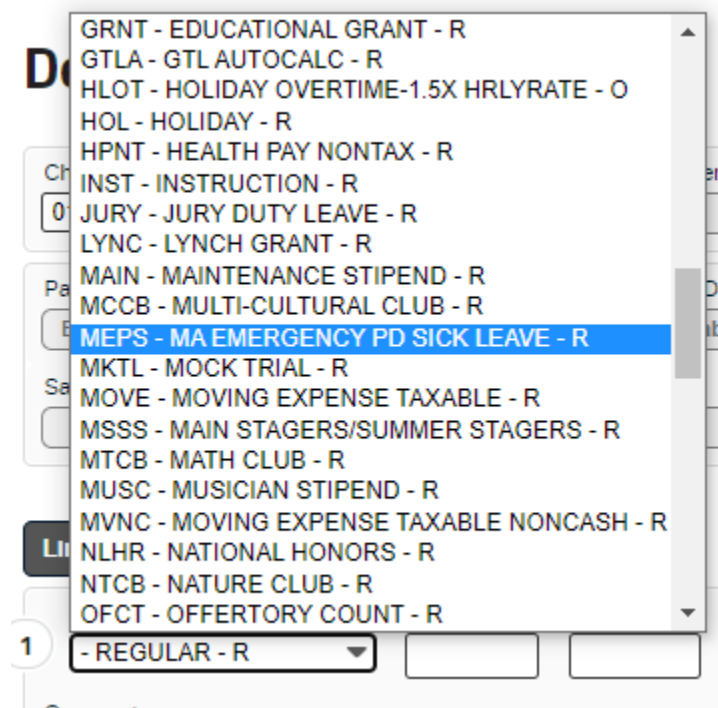 GRNT - EDUCATIONAL GRANT - R
GTLA - GTL AUTOCALC - R
HLOT - HOLIDAY OVERTIME-1.5X HRLYRATE - O
HOL - HOLIDAY - R
HPNT - HEALTH PAY NONTAX - R
INST - INSTRUCTION - R
JURY - JURY DUTY LEAVE - R
LYNC - LYNCH GRANT - R
MAIN - MAINTENANCE STIPEND - R
MCCB - MULTI-CULTURAL CLUB - R
MEPS - MA EMERGENCY PD SICK LEAVE - R
MKTL - MOCK TRIAL - R
MOVE - MOVING EXPENSE TAXABLE - R
MSSS - MAIN STAGERS/SUMMER STAGERS - R
MTCB - MATH CLUB - R
MUSC - MUSICIAN STIPEND - R
MVNC - MOVING EXPENSE TAXABLE NONCASH - R
NLHR - NATIONAL HONORS - R
NTCB - NATURE CLUB - R
OFCT - OFFERTORY COUNT - R
1 - REGULAR - R